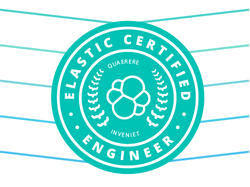 ELASTIC CERTIFIED
QUAERERE
INVENIET
ENGINEER